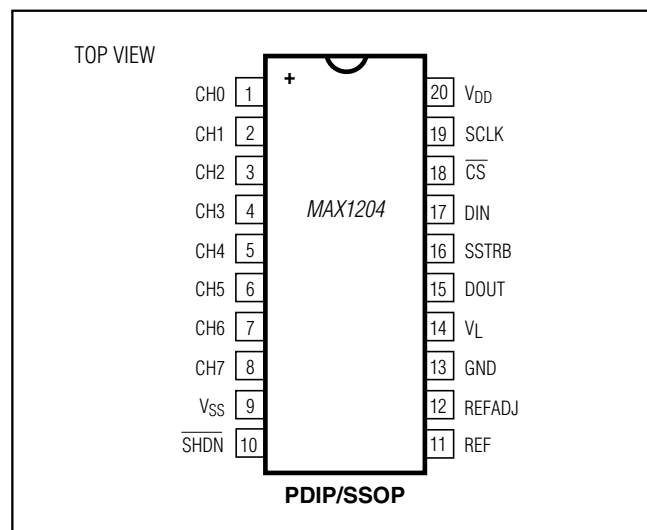 TOP VIEW
+
CH0 1 20 VDD
CH1 2 19 SCLK
CH2 3 18 C̅S̅
CH3 4 MAX1204 17 DIN
CH4 5 16 SSTRB
CH5 6 15 DOUT
CH6 7 14 VL
CH7 8 13 GND
VSS 9 12 REFADJ
S̅H̅D̅N̅ 10 11 REF
PDIP/SSOP